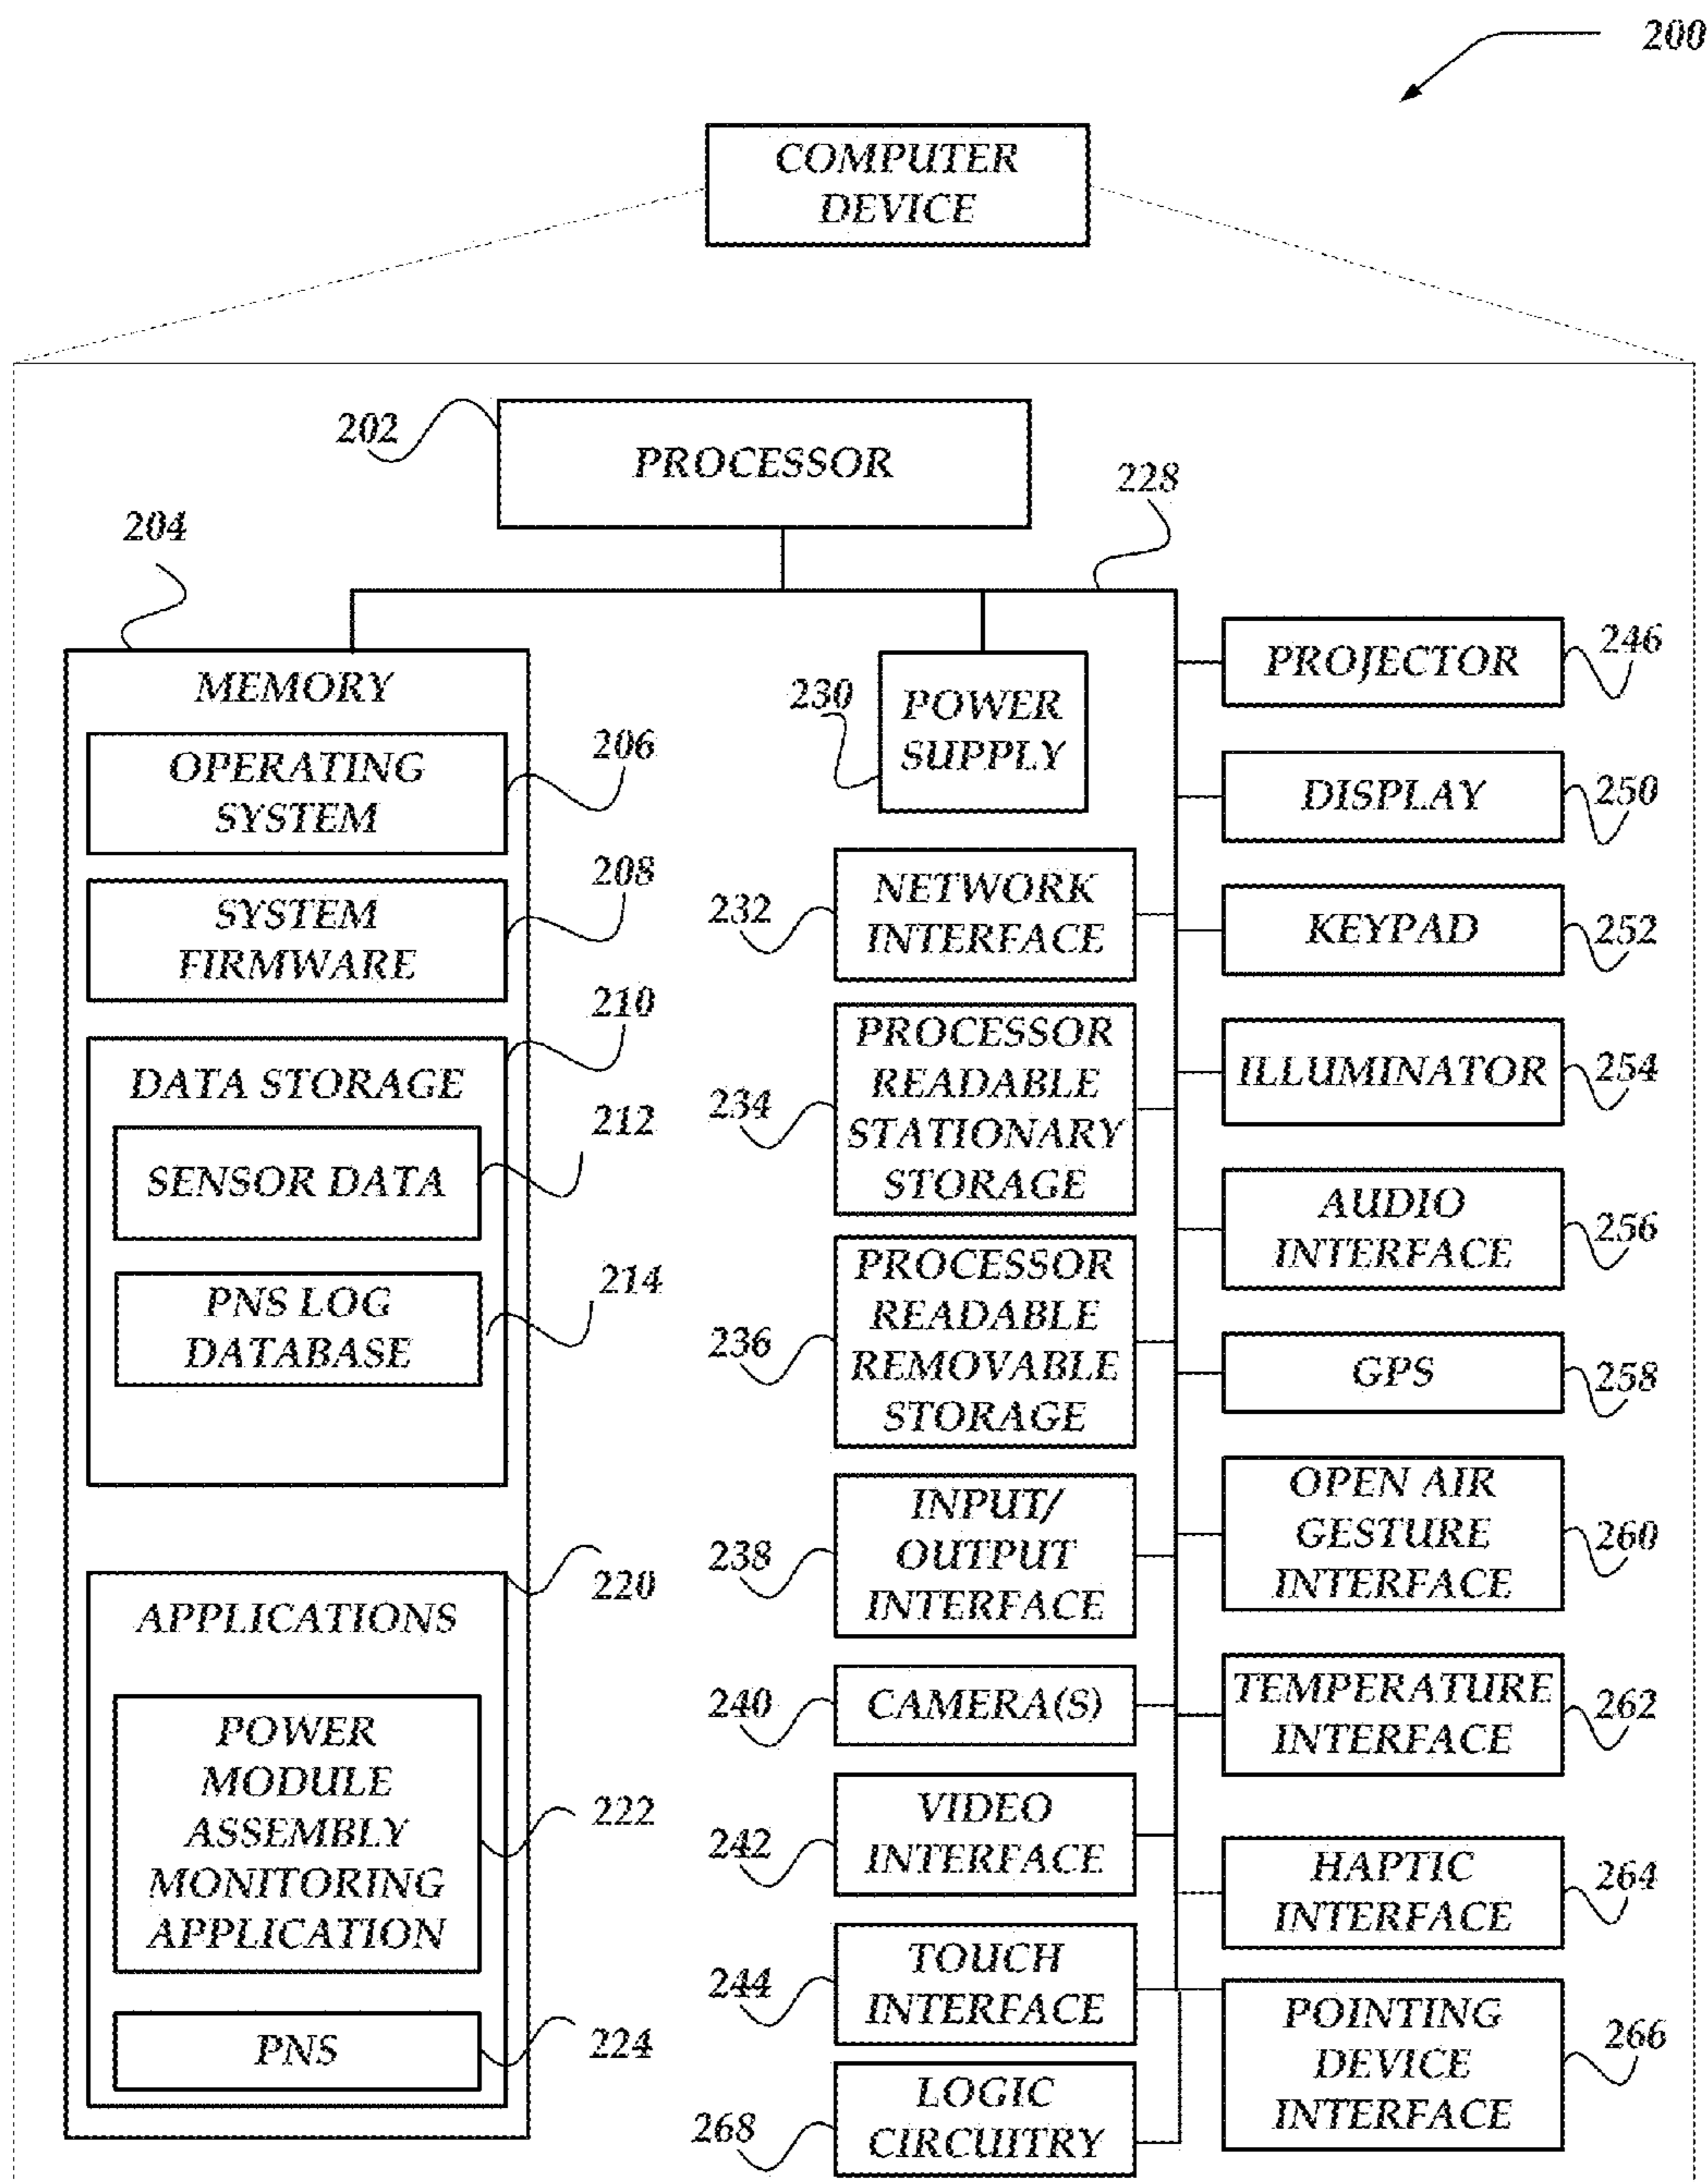 200
COMPUTER
DEVICE
202
PROCESSOR
228
204
MEMORY
OPERATING
SYSTEM
206
SYSTEM
FIRMWARE
208
210
DATA STORAGE
SENSOR DATA
212
PNS LOG
DATABASE
214
220
APPLICATIONS
POWER
MODULE
ASSEMBLY
MONITORING
APPLICATION
222
PNS
224
230
POWER
SUPPLY
232
NETWORK
INTERFACE
234
PROCESSOR
READABLE
STATIONARY
STORAGE
236
PROCESSOR
READABLE
REMOVABLE
STORAGE
238
INPUT/
OUTPUT
INTERFACE
240
CAMERA(S)
242
VIDEO
INTERFACE
244
TOUCH
INTERFACE
268
LOGIC
CIRCUITRY
PROJECTOR
246
DISPLAY
250
KEYPAD
252
ILLUMINATOR
254
AUDIO
INTERFACE
256
GPS
258
OPEN AIR
GESTURE
INTERFACE
260
TEMPERATURE
INTERFACE
262
HAPTIC
INTERFACE
264
POINTING
DEVICE
INTERFACE
266